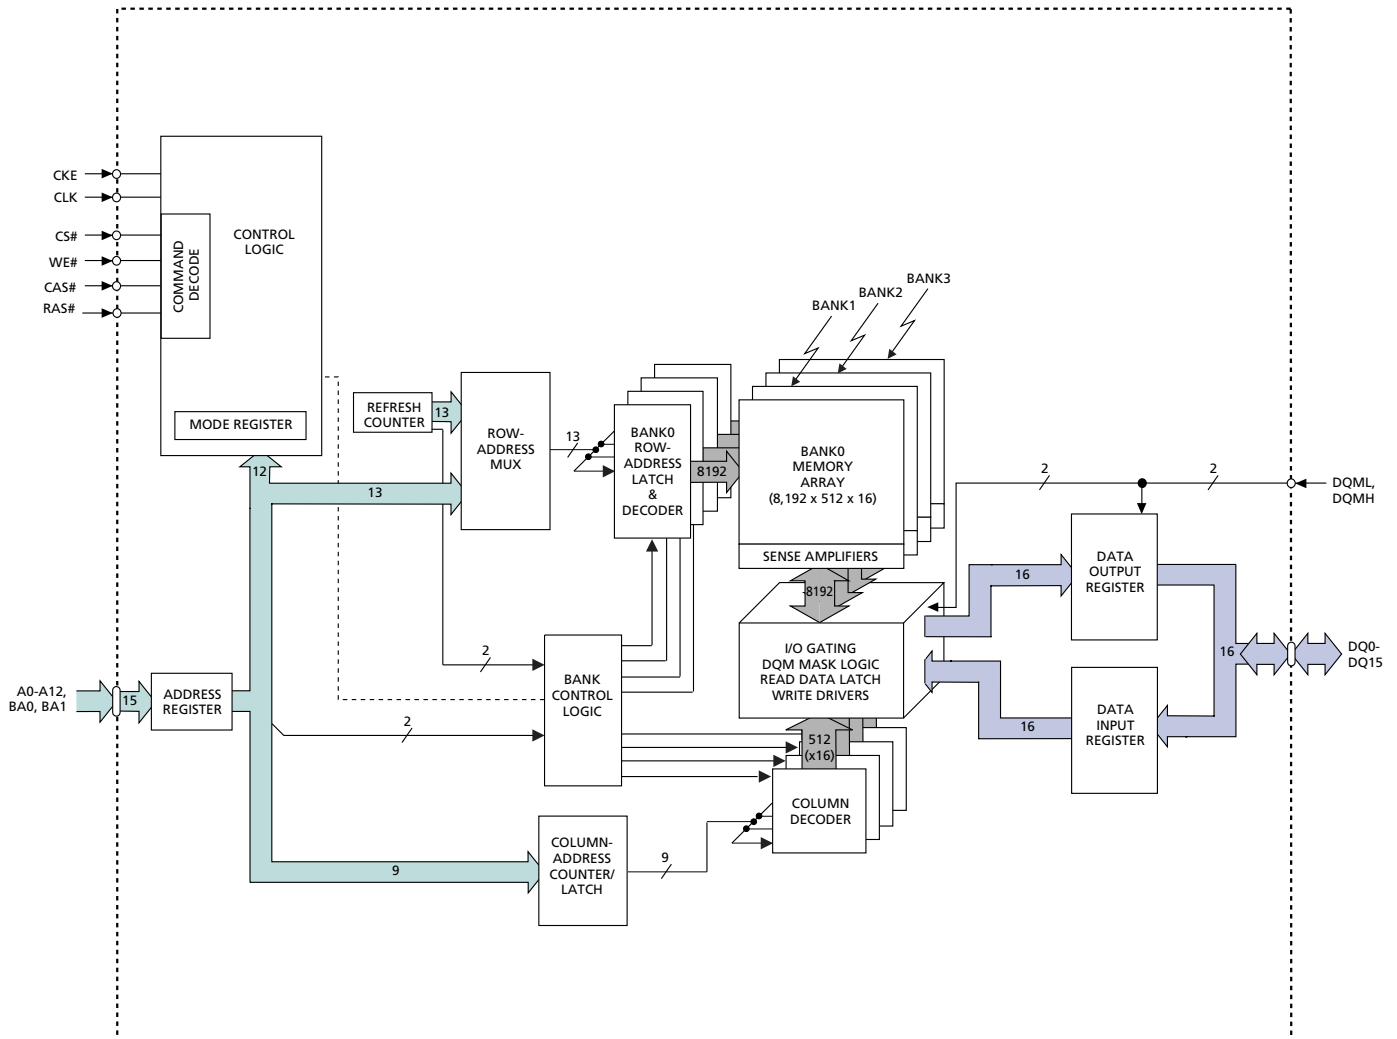 CKE
CLK
CS#
WE#
CAS#
RAS#
COMMAND
DECODE
CONTROL
LOGIC
MODE REGISTER
12
REFRESH
COUNTER
13
13
ROW-
ADDRESS
MUX
13
BANK0
ROW-
ADDRESS
LATCH
&
DECODER
8192
BANK1
BANK2
BANK3
BANK0
MEMORY
ARRAY
(8,192 x 512 x 16)
SENSE AMPLIFIERS
8192
I/O GATING
DQM MASK LOGIC
READ DATA LATCH
WRITE DRIVERS
512
(x16)
COLUMN
DECODER
2
2
DQML,
DQMH
16
DATA
OUTPUT
REGISTER
16
DQ0-
DQ15
16
DATA
INPUT
REGISTER
A0-A12,
BA0, BA1
15
ADDRESS
REGISTER
2
2
BANK
CONTROL
LOGIC
9
COLUMN-
ADDRESS
COUNTER/
LATCH
9